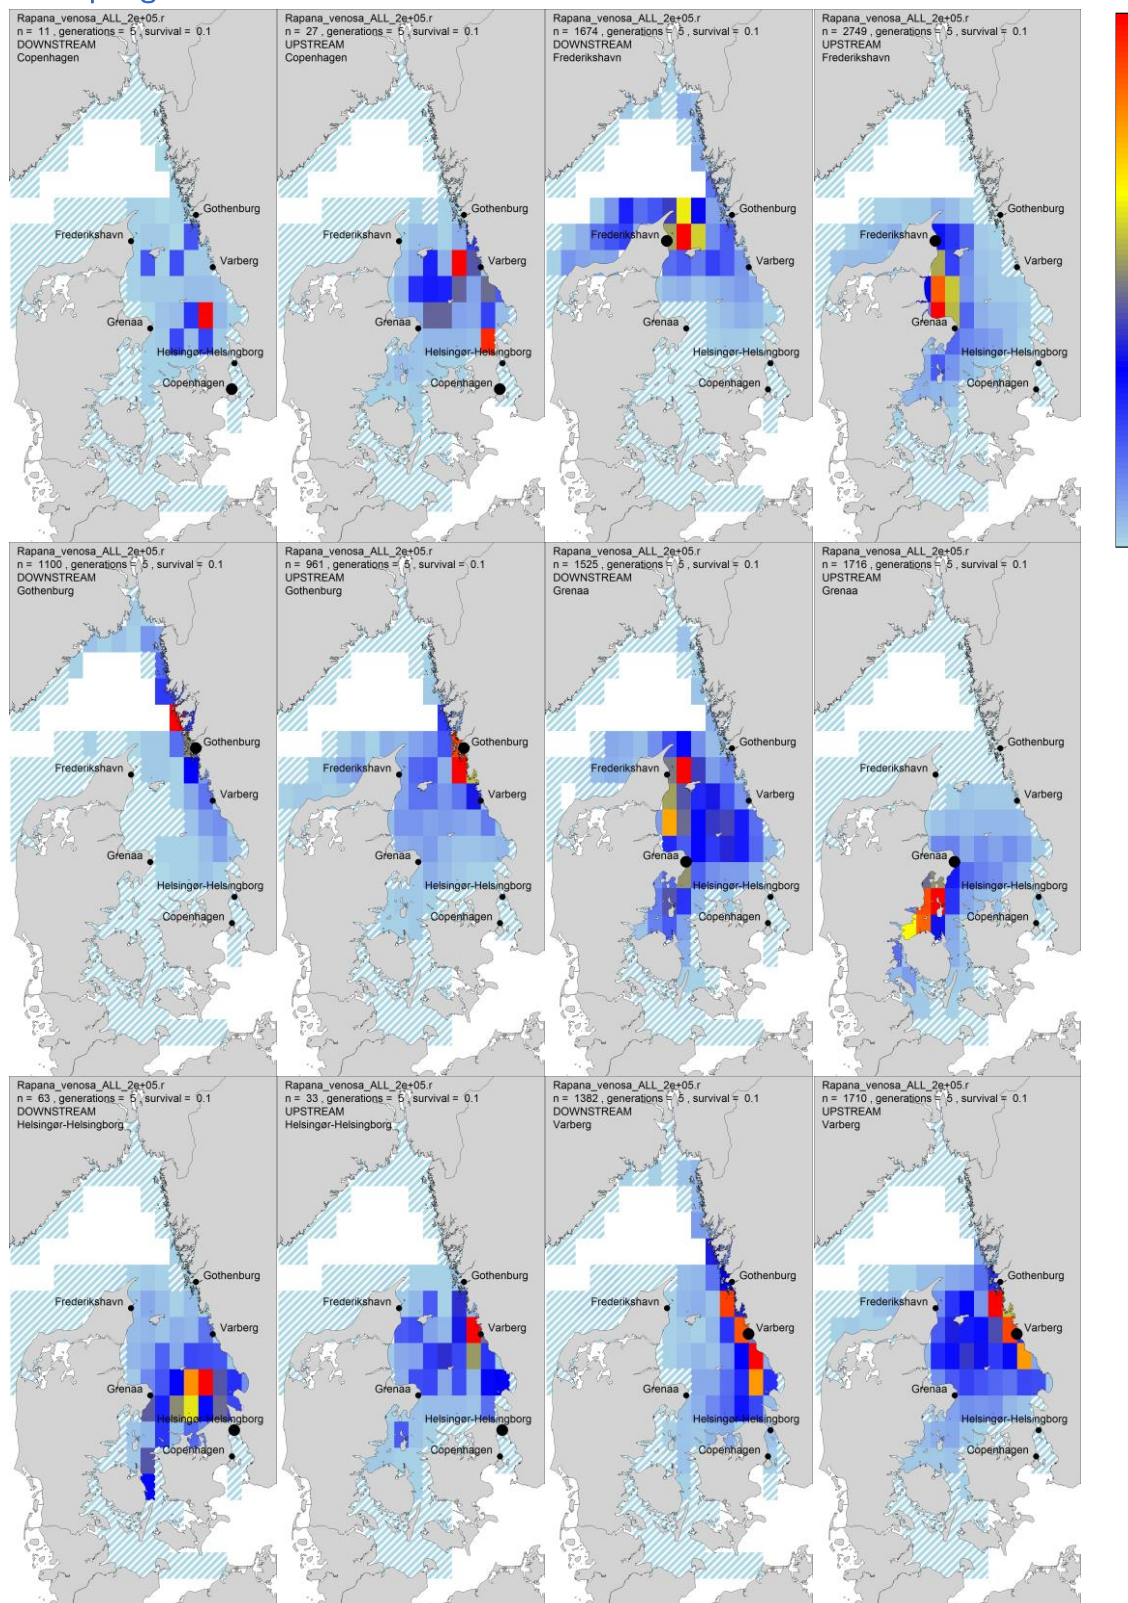 Rapana_venosa_ALL_2e+05.r
n = 11 , generations = 5 , survival = 0.1
DOWNSTREAM
Copenhagen
Gothenburg
Frederikshavn
Varberg
Grenaa
Helsingør-Helsingborg
Copenhagen
Rapana_venosa_ALL_2e+05.r
n = 27 , generations = 5 , survival = 0.1
UPSTREAM
Copenhagen
Gothenburg
Frederikshavn
Varberg
Grenaa
Helsingør-Helsingborg
Copenhagen
Rapana_venosa_ALL_2e+05.r
n = 1674 , generations = 5 , survival = 0.1
DOWNSTREAM
Frederikshavn
Gothenburg
Frederikshavn
Varberg
Grenaa
Helsingør-Helsingborg
Copenhagen
Rapana_venosa_ALL_2e+05.r
n = 2749 , generations = 5 , survival = 0.1
UPSTREAM
Frederikshavn
Gothenburg
Frederikshavn
Varberg
Grenaa
Helsingør-Helsingborg
Copenhagen
Rapana_venosa_ALL_2e+05.r
n = 1100 , generations = 5 , survival = 0.1
DOWNSTREAM
Gothenburg
Gothenburg
Frederikshavn
Varberg
Grenaa
Helsingør-Helsingborg
Copenhagen
Rapana_venosa_ALL_2e+05.r
n = 961 , generations = 5 , survival = 0.1
UPSTREAM
Gothenburg
Gothenburg
Frederikshavn
Varberg
Grenaa
Helsingør-Helsingborg
Copenhagen
Rapana_venosa_ALL_2e+05.r
n = 1525 , generations = 5 , survival = 0.1
DOWNSTREAM
Grenaa
Gothenburg
Frederikshavn
Varberg
Grenaa
Helsingør-Helsingborg
Copenhagen
Rapana_venosa_ALL_2e+05.r
n = 1716 , generations = 5 , survival = 0.1
UPSTREAM
Grenaa
Gothenburg
Frederikshavn
Varberg
Grenaa
Helsingør-Helsingborg
Copenhagen
Rapana_venosa_ALL_2e+05.r
n = 63 , generations = 5 , survival = 0.1
DOWNSTREAM
Helsingør-Helsingborg
Gothenburg
Frederikshavn
Varberg
Grenaa
Helsingør-Helsingborg
Copenhagen
Rapana_venosa_ALL_2e+05.r
n = 33 , generations = 5 , survival = 0.1
UPSTREAM
Helsingør-Helsingborg
Gothenburg
Frederikshavn
Varberg
Grenaa
Helsingør-Helsingborg
Copenhagen
Rapana_venosa_ALL_2e+05.r
n = 1382 , generations = 5 , survival = 0.1
DOWNSTREAM
Varberg
Gothenburg
Frederikshavn
Varberg
Grenaa
Helsingør-Helsingborg
Copenhagen
Rapana_venosa_ALL_2e+05.r
n = 1710 , generations = 5 , survival = 0.1
UPSTREAM
Varberg
Gothenburg
Frederikshavn
Varberg
Grenaa
Helsingør-Helsingborg
Copenhagen